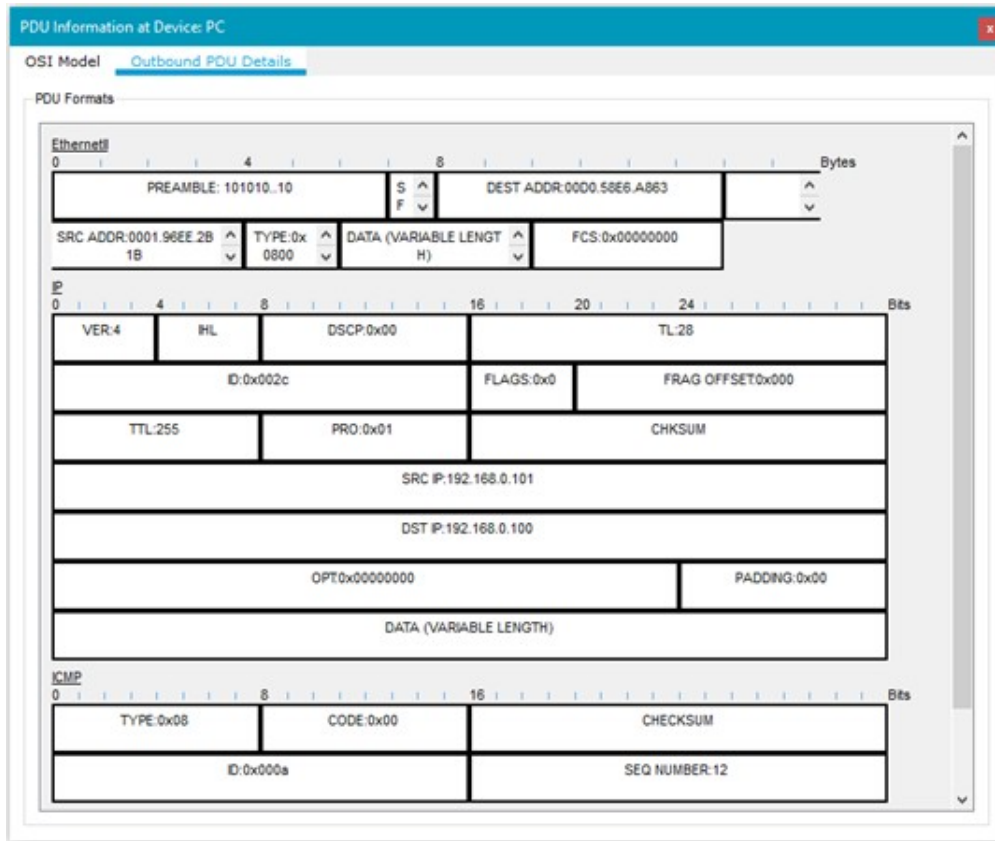 PDU Information at Device: PC
x
OSI Model Outbound PDU Details
PDU Formats
EthernetII
0 4 8 Bytes
PREAMBLE: 101010..10 S F DEST ADDR:00D0.58E6.A863
SRC ADDR:0001.96EE.2B1B TYPE:0x0800 DATA (VARIABLE LENGTH) FCS:0x00000000
IP
0 4 8 16 20 24 Bits
VER:4 IHL DSCP:0x00 TL:28
ID:0x002c FLAGS:0x0 FRAG OFFSET:0x000
TTL:255 PRO:0x01 CHKSUM
SRC IP:192.168.0.101
DST IP:192.168.0.100
OPT:0x00000000 PADDING:0x00
DATA (VARIABLE LENGTH)
ICMP
0 8 16 Bits
TYPE:0x08 CODE:0x00 CHECKSUM
ID:0x000a SEQ NUMBER:12